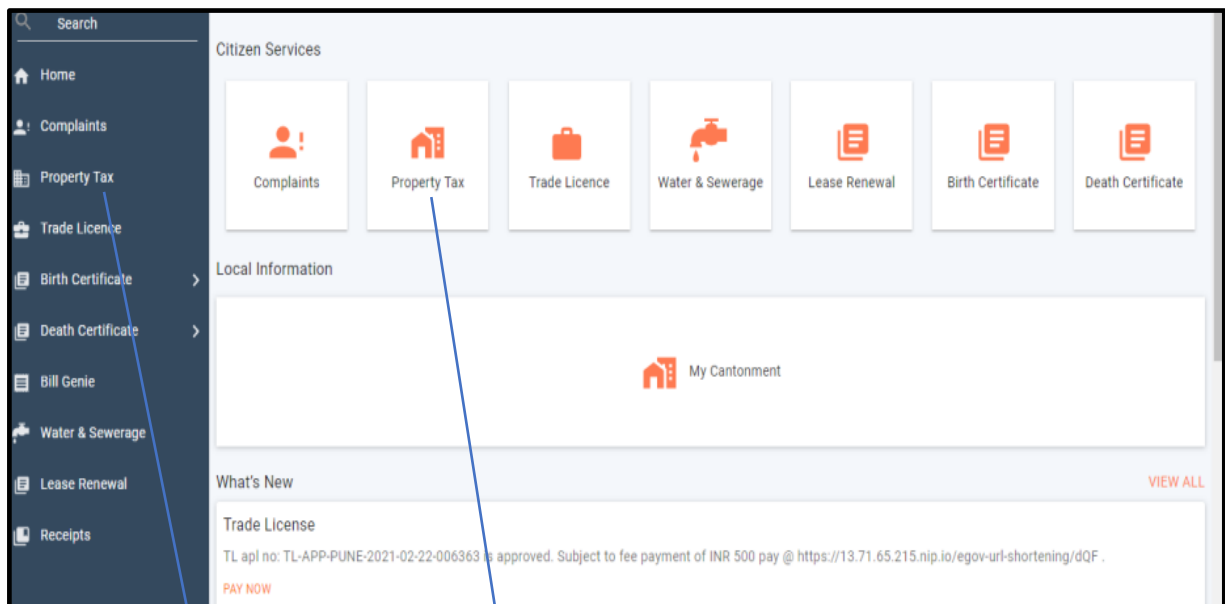 Search
Home
Complaints
Property Tax
Trade Licence
Birth Certificate
Death Certificate
Bill Genie
Water & Sewerage
Lease Renewal
Receipts
Citizen Services
Complaints
Property Tax
Trade Licence
Water & Sewerage
Lease Renewal
Birth Certificate
Death Certificate
Local Information
My Cantonment
What's New
VIEW ALL
Trade License
TL apl no: TL-APP-PUNE-2021-02-22-006363 is approved. Subject to fee payment of INR 500 pay @ https://13.71.65.215.nip.io/egov-url-shortening/dQF .
PAY NOW